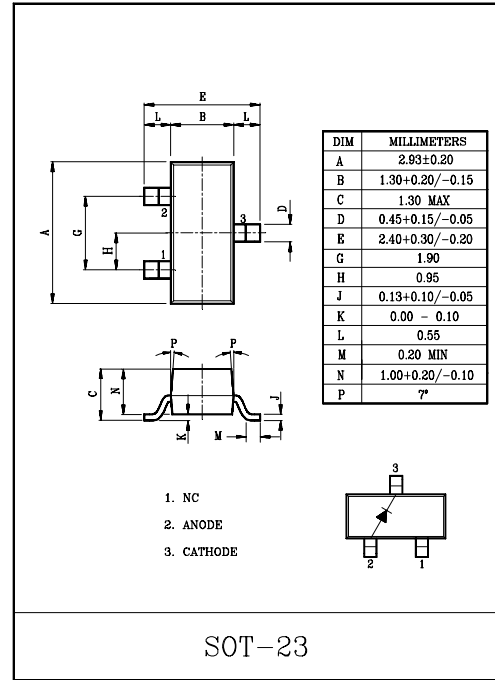 E
L B L
A
G
H
2
1
3
D
DIM MILLIMETERS
A 2.93±0.20
B 1.30+0.20/-0.15
C 1.30 MAX
D 0.45+0.15/-0.05
E 2.40+0.30/-0.20
G 1.90
H 0.95
J 0.13+0.10/-0.05
K 0.00 - 0.10
L 0.55
M 0.20 MIN
N 1.00+0.20/-0.10
P 7°
P P
C
N
K
M
J
1. NC
2. ANODE
3. CATHODE
3
2 1
SOT-23